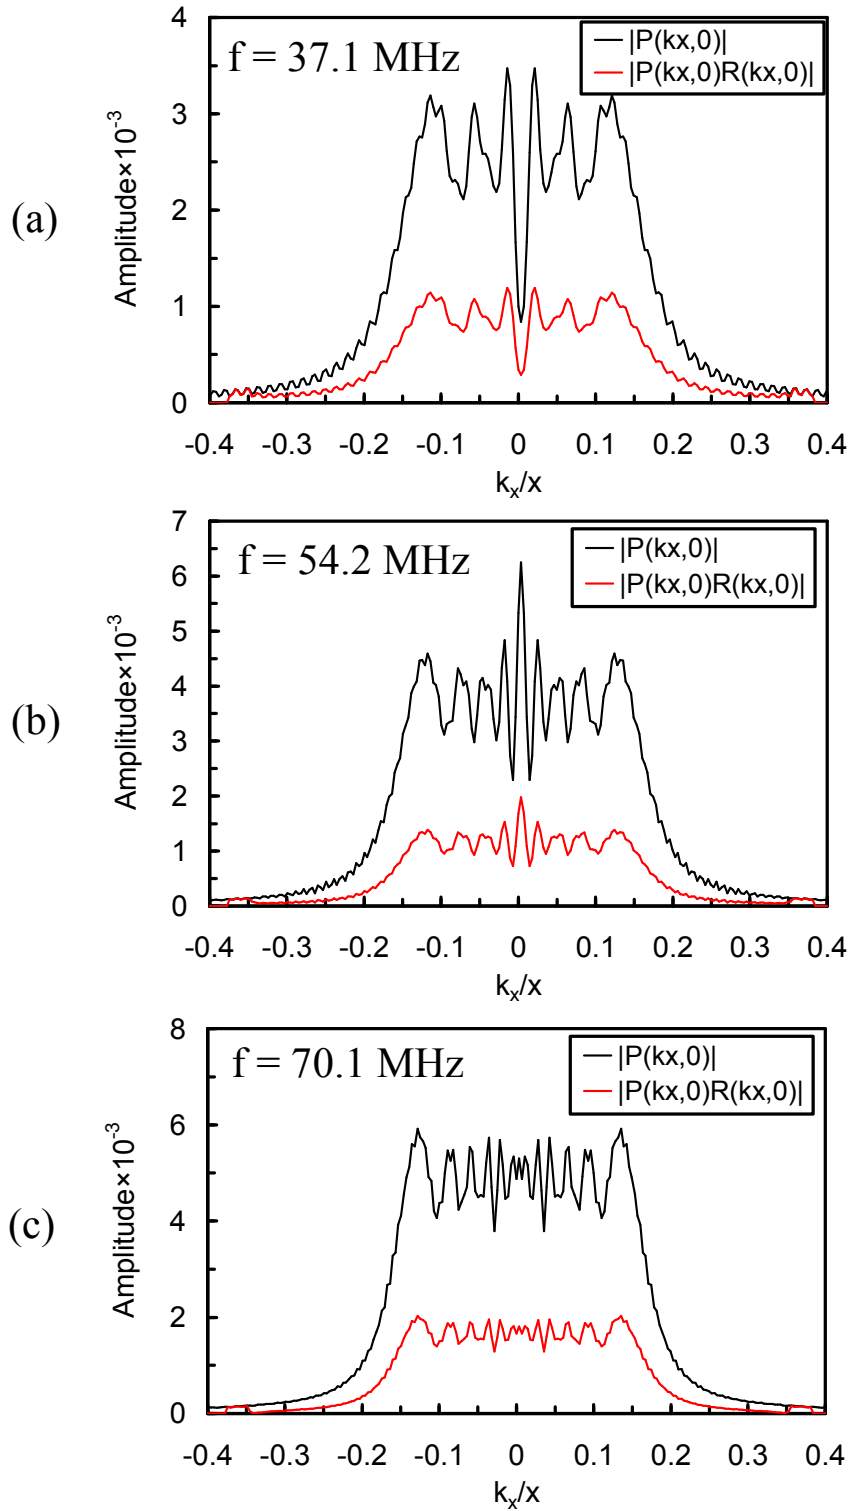 (a)
f = 37.1 MHz
|P(kx,0)|
|P(kx,0)R(kx,0)|
Amplitude×10⁻³
4
3
2
1
0
-0.4 -0.3 -0.2 -0.1 0 0.1 0.2 0.3 0.4
kₓ/x
(b)
f = 54.2 MHz
|P(kx,0)|
|P(kx,0)R(kx,0)|
Amplitude×10⁻³
7
6
5
4
3
2
1
0
-0.4 -0.3 -0.2 -0.1 0 0.1 0.2 0.3 0.4
kₓ/x
(c)
f = 70.1 MHz
|P(kx,0)|
|P(kx,0)R(kx,0)|
Amplitude×10⁻³
8
6
4
2
0
-0.4 -0.3 -0.2 -0.1 0 0.1 0.2 0.3 0.4
kₓ/x